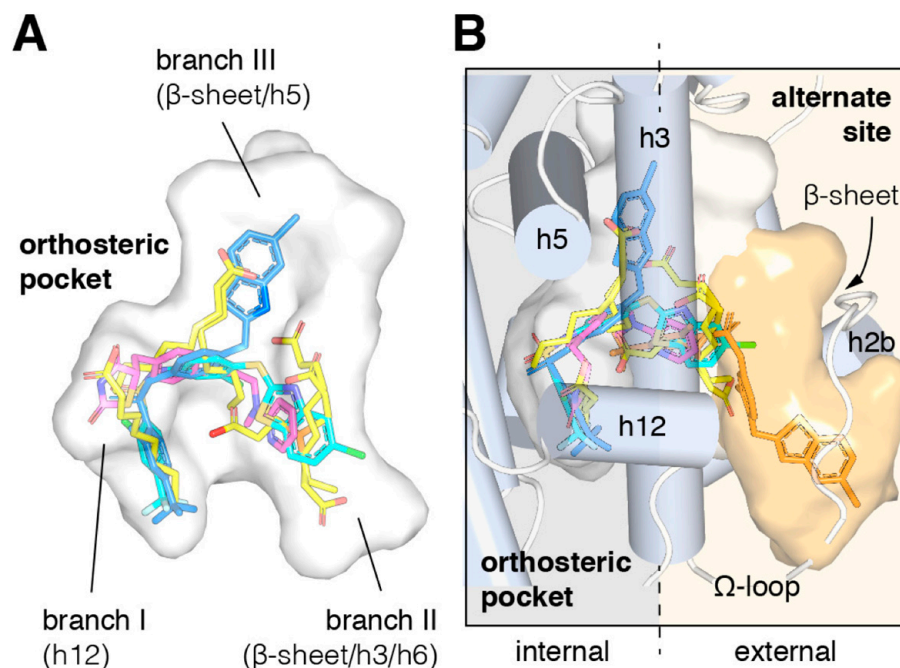 A
branch III
(β-sheet/h5)
orthosteric
pocket
branch I
(h12)
branch II
(β-sheet/h3/h6)
B
alternate
site
h3
β-sheet
h5
h2b
h12
orthosteric
pocket
Ω-loop
internal
external